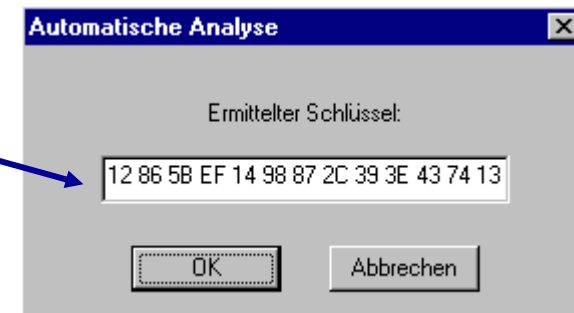 Automatische Analyse
Ermittelter Schlüssel:
12 86 5B EF 14 98 87 2C 39 3E 43 74 13
OK
Abbrechen